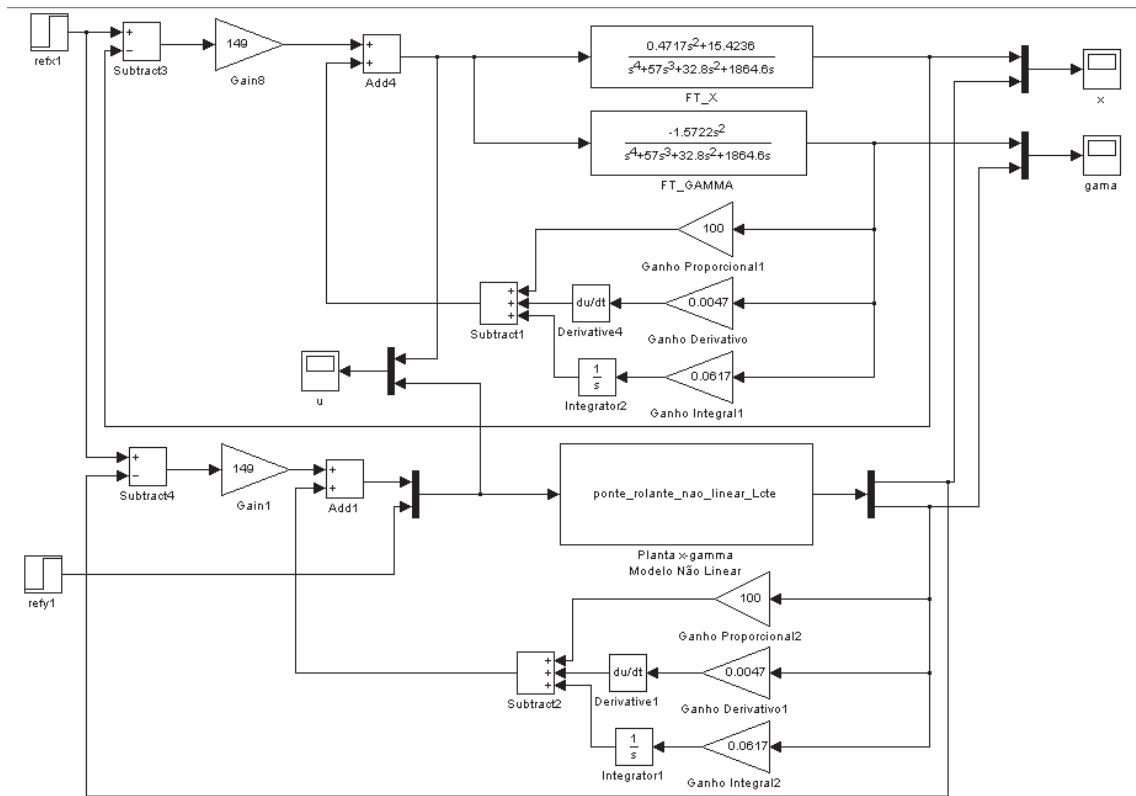 refx1
+
−
Subtract3
149
Gain8
+
+
Add4
0.4717s²+15.4236
s⁴+57s³+32.8s²+1864.6s
FT_X
x
-1.5722s²
s⁴+57s³+32.8s²+1864.6s
FT_GAMMA
gama
100
Ganho Proporcional1
+
+
+
Subtract1
du/dt
Derivative4
0.0047
Ganho Derivativo
1
s
Integrator2
0.0617
Ganho Integral1
u
+
−
Subtract4
149
Gain1
+
+
Add1
ponte_rolante_nao_linear_Lcte
Planta x-gamma
Modelo Não Linear
refy1
100
Ganho Proporcional2
+
+
+
Subtract2
du/dt
Derivative1
0.0047
Ganho Derivativo1
1
s
Integrator1
0.0617
Ganho Integral2